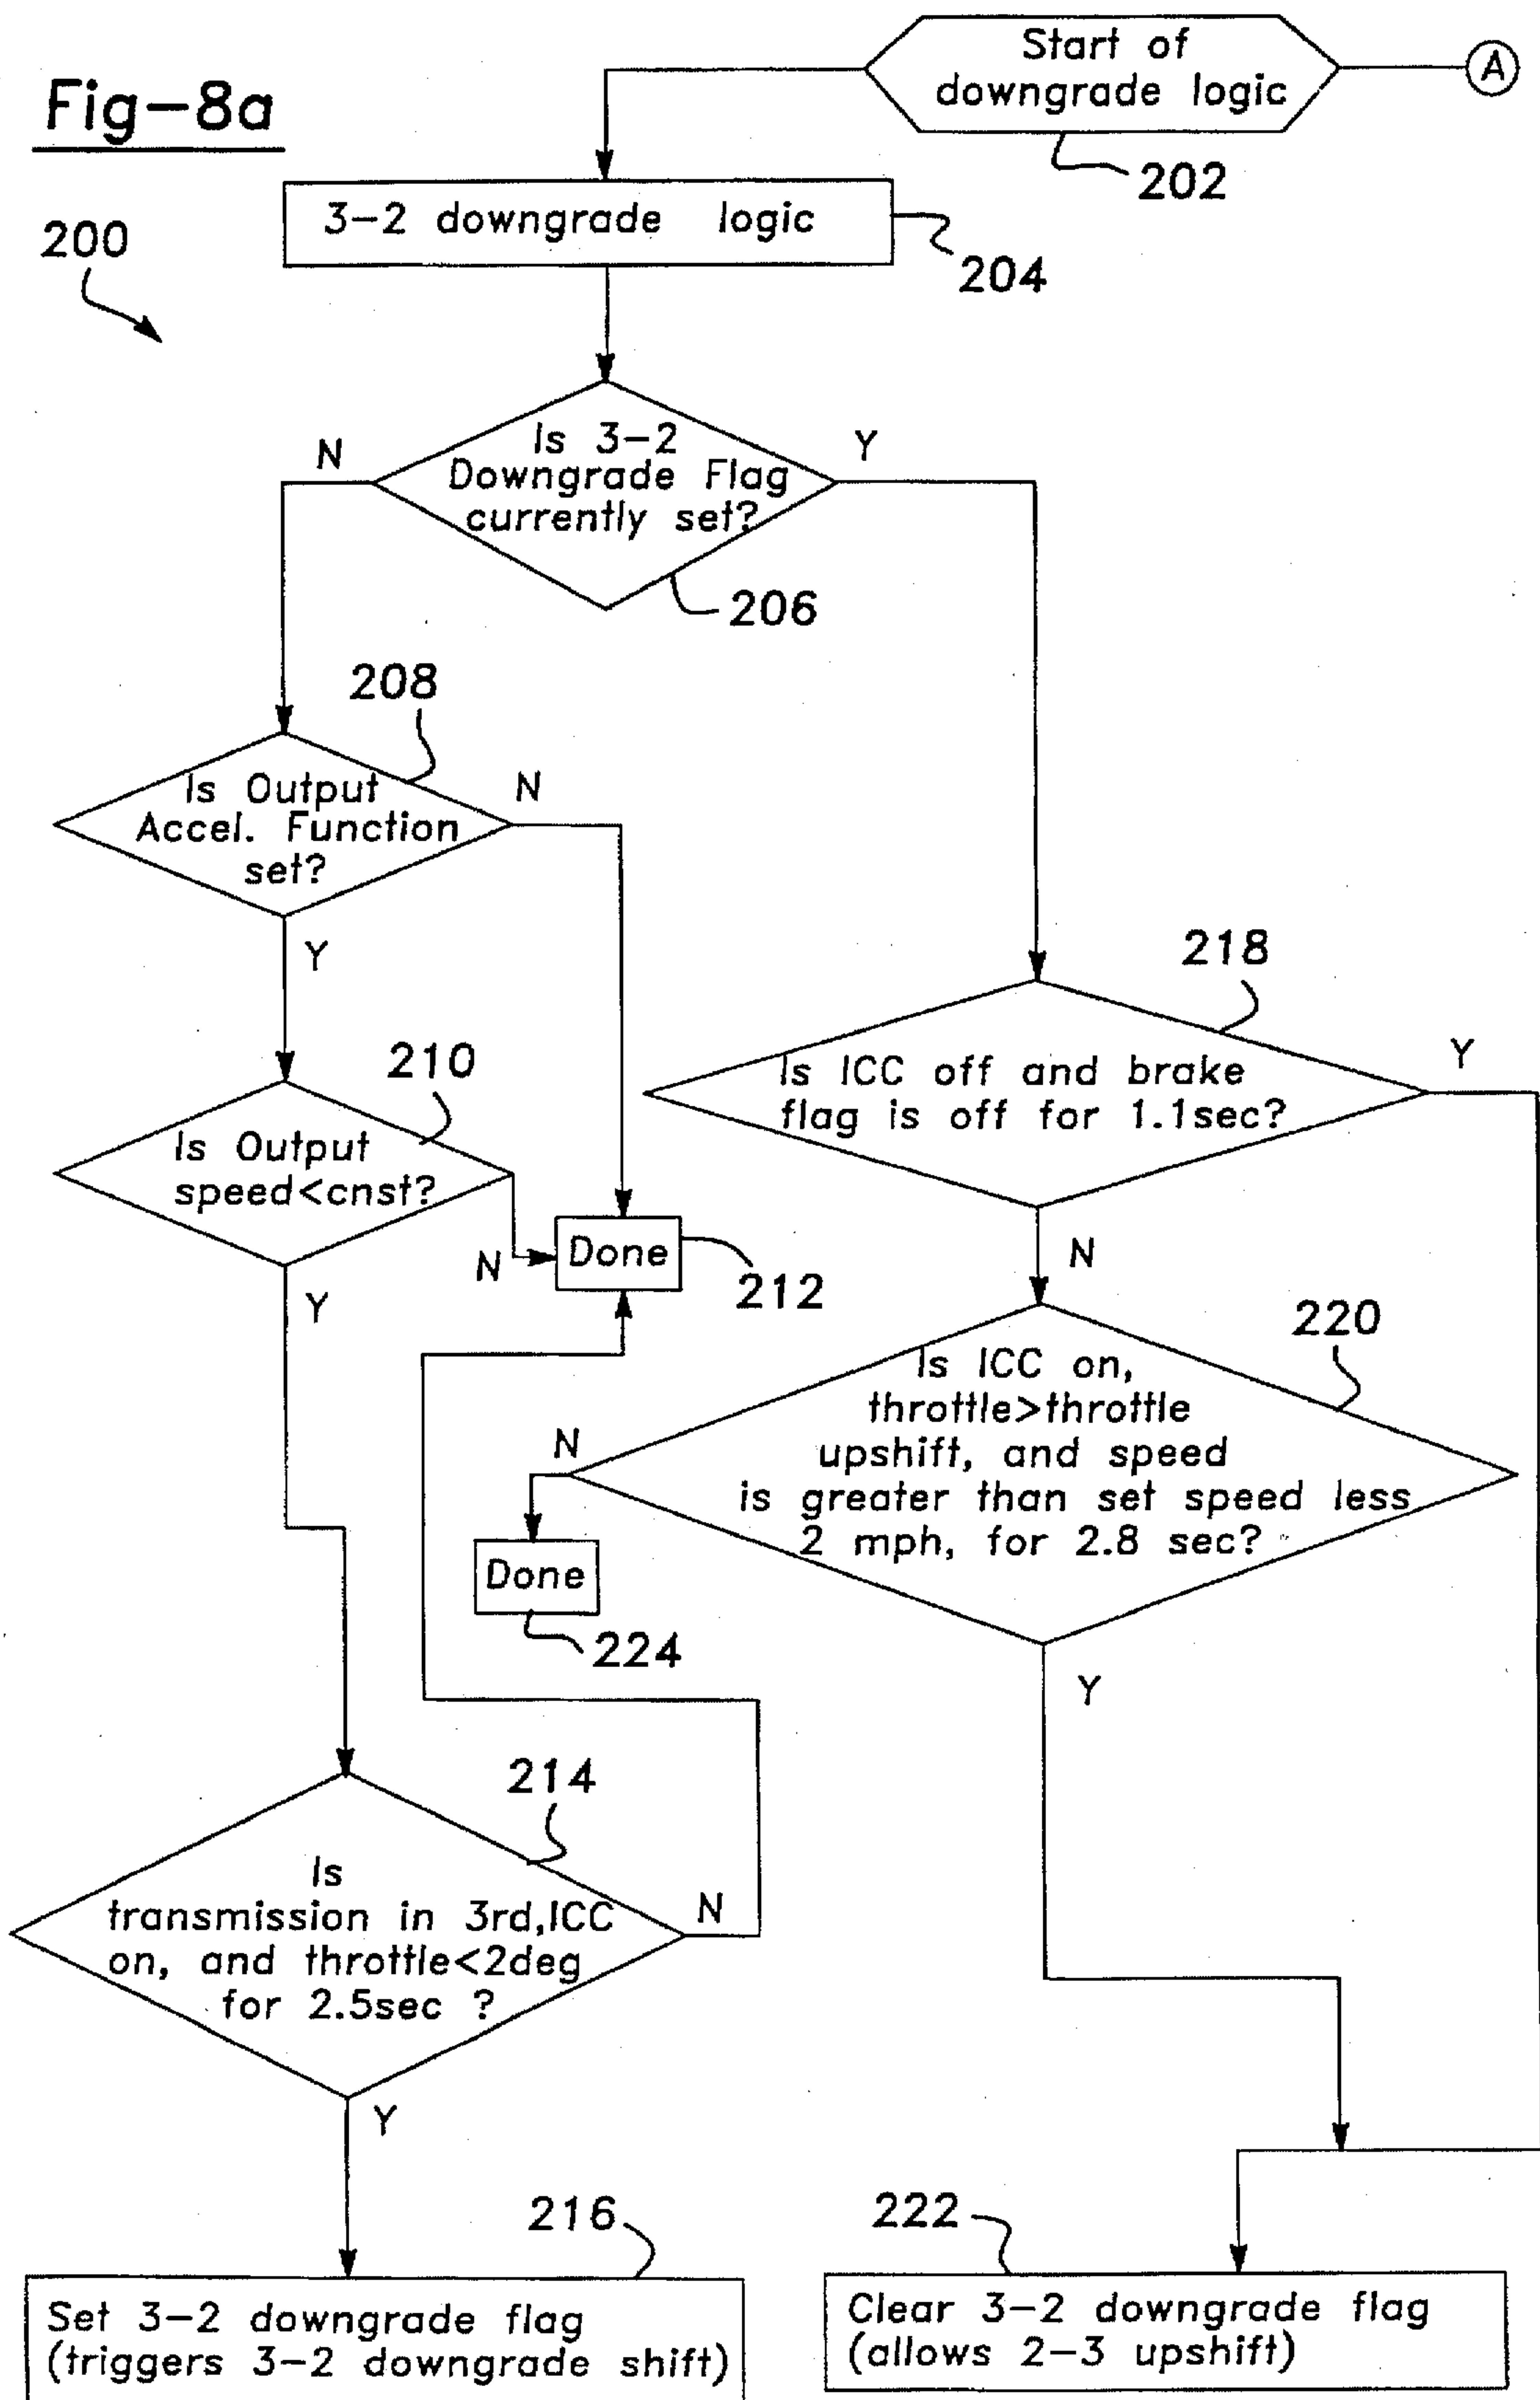 Fig-8a
Start of
downgrade logic
A
202
3-2 downgrade logic
204
200
Is 3-2
Downgrade Flag
currently set?
N
Y
206
208
Is Output
Accel. Function
set?
N
Y
218
Is ICC off and brake
flag is off for 1.1sec?
Y
N
210
Is Output
speed<cnst?
N
Y
Done
212
220
Is ICC on,
throttle>throttle
upshift, and speed
is greater than set speed less
2 mph, for 2.8 sec?
N
Y
Done
224
214
Is
transmission in 3rd,ICC
on, and throttle<2deg
for 2.5sec ?
N
Y
216
Set 3-2 downgrade flag
(triggers 3-2 downgrade shift)
222
Clear 3-2 downgrade flag
(allows 2-3 upshift)